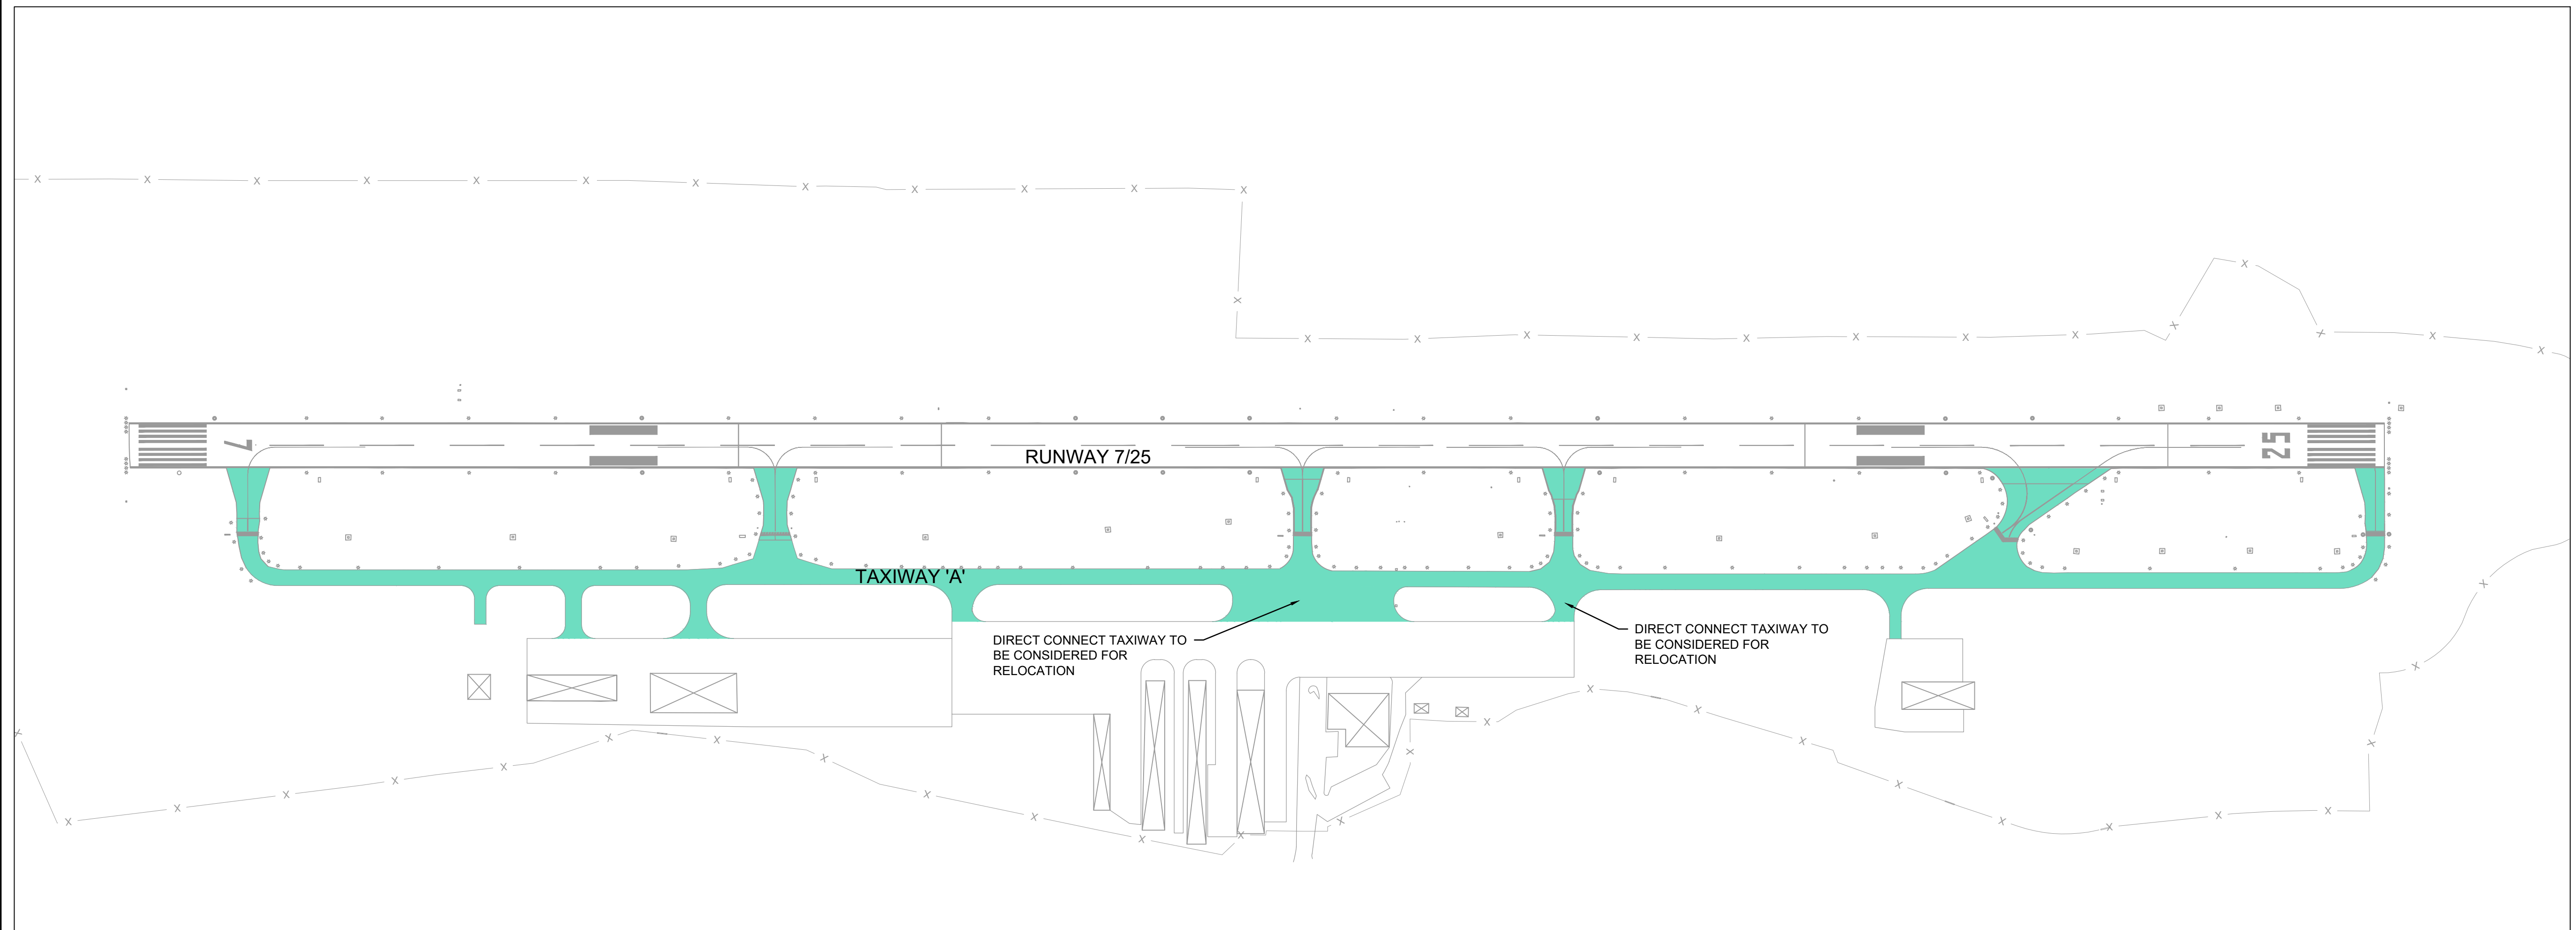 7
25
RUNWAY 7/25
TAXIWAY 'A'
DIRECT CONNECT TAXIWAY TO
BE CONSIDERED FOR
RELOCATION
DIRECT CONNECT TAXIWAY TO
BE CONSIDERED FOR
RELOCATION